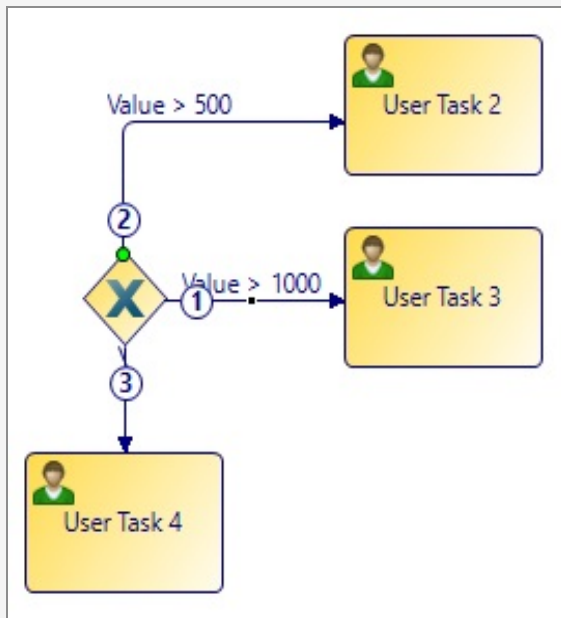 User Task 2
Value > 500
2
Value > 1000
1
User Task 3
3
User Task 4